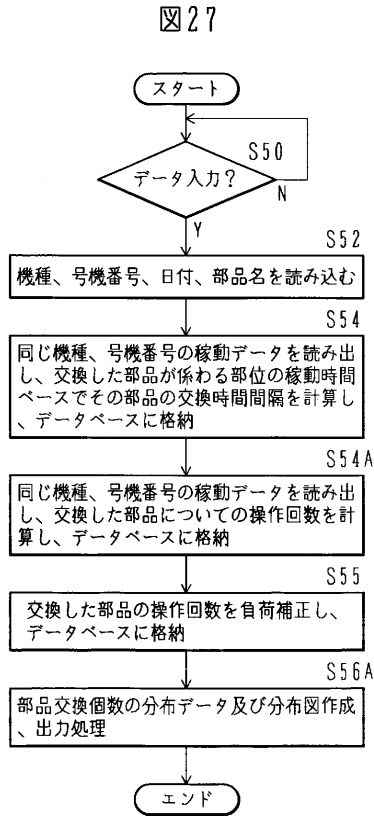 図27
スタート
S50
データ入力?
N
Y
S52
機種、号機番号、日付、部品名を読み込む
S54
同じ機種、号機番号の稼動データを読み出
し、交換した部品が係わる部位の稼動時間
ベースでその部品の交換時間間隔を計算し
、データベースに格納
S54A
同じ機種、号機番号の稼動データを読み出
し、交換した部品についての操作回数を計
算し、データベースに格納
S55
交換した部品の操作回数を負荷補正し、
データベースに格納
S56A
部品交換個数の分布データ及び分布図作成
、出力処理
エンド